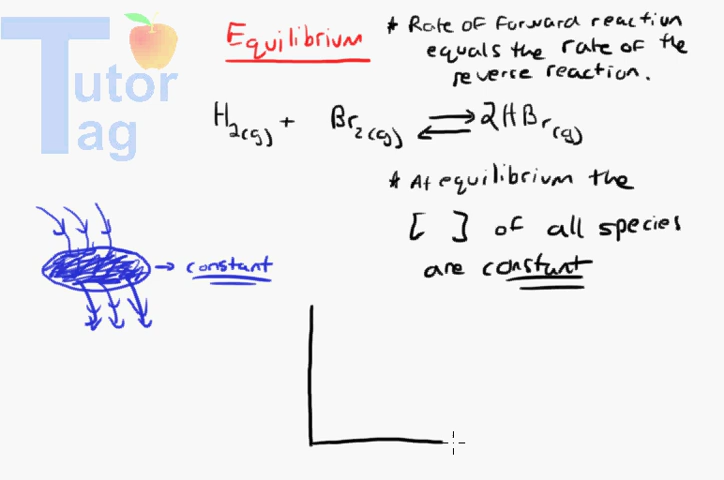 Tutor
Tag
Equilibrium
* Rate of forward reaction
equals the rate of the
reverse reaction.
H2(g) + Br2(g) ⇌ 2HBr(g)
* At equilibrium the
[ ] of all species
are constant
→ constant